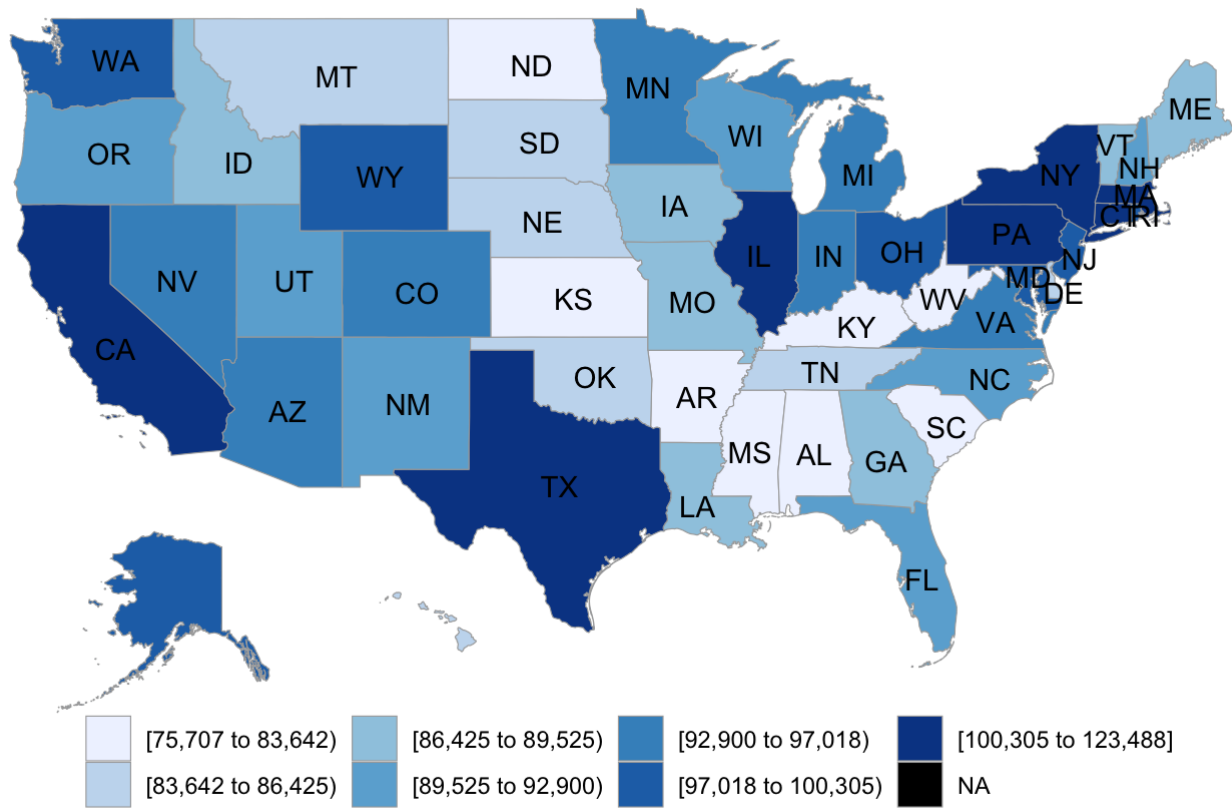 WA
MT
ND
MN
ME
OR
ID
SD
WI
VT
NH
WY
MI
NY
MA
CT
RI
IA
NE
PA
NV
UT
CO
IL
IN
OH
NJ
MD
DE
KS
MO
WV
VA
KY
CA
OK
TN
NC
AZ
NM
AR
SC
MS
AL
GA
TX
LA
FL
[75,707 to 83,642)
[86,425 to 89,525)
[92,900 to 97,018)
[100,305 to 123,488]
[83,642 to 86,425)
[89,525 to 92,900)
[97,018 to 100,305)
NA